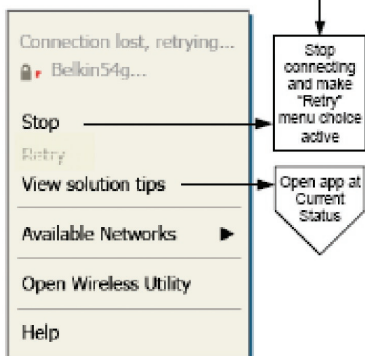 Connection lost, retrying...
Belkin54g...
Stop
Retry
View solution tips
Available Networks
Open Wireless Utility
Help
Stop
connecting
and make
"Retry"
menu choice
active
Open app at
Current
Status